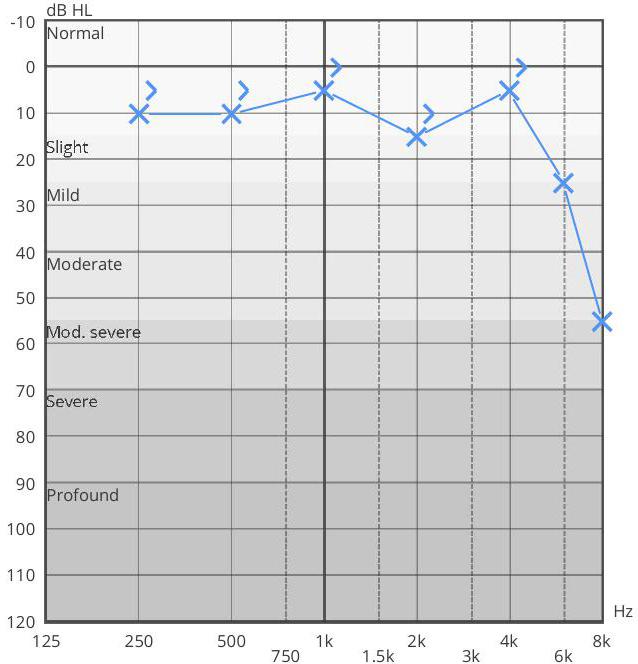 dB HL
-10
Normal
0
10
Slight
20
Mild
30
40
Moderate
50
Mod. severe
60
70
Severe
80
90
Profound
100
110
120
Hz
125 250 500 1k 2k 4k 8k
750 1.5k 3k 6k